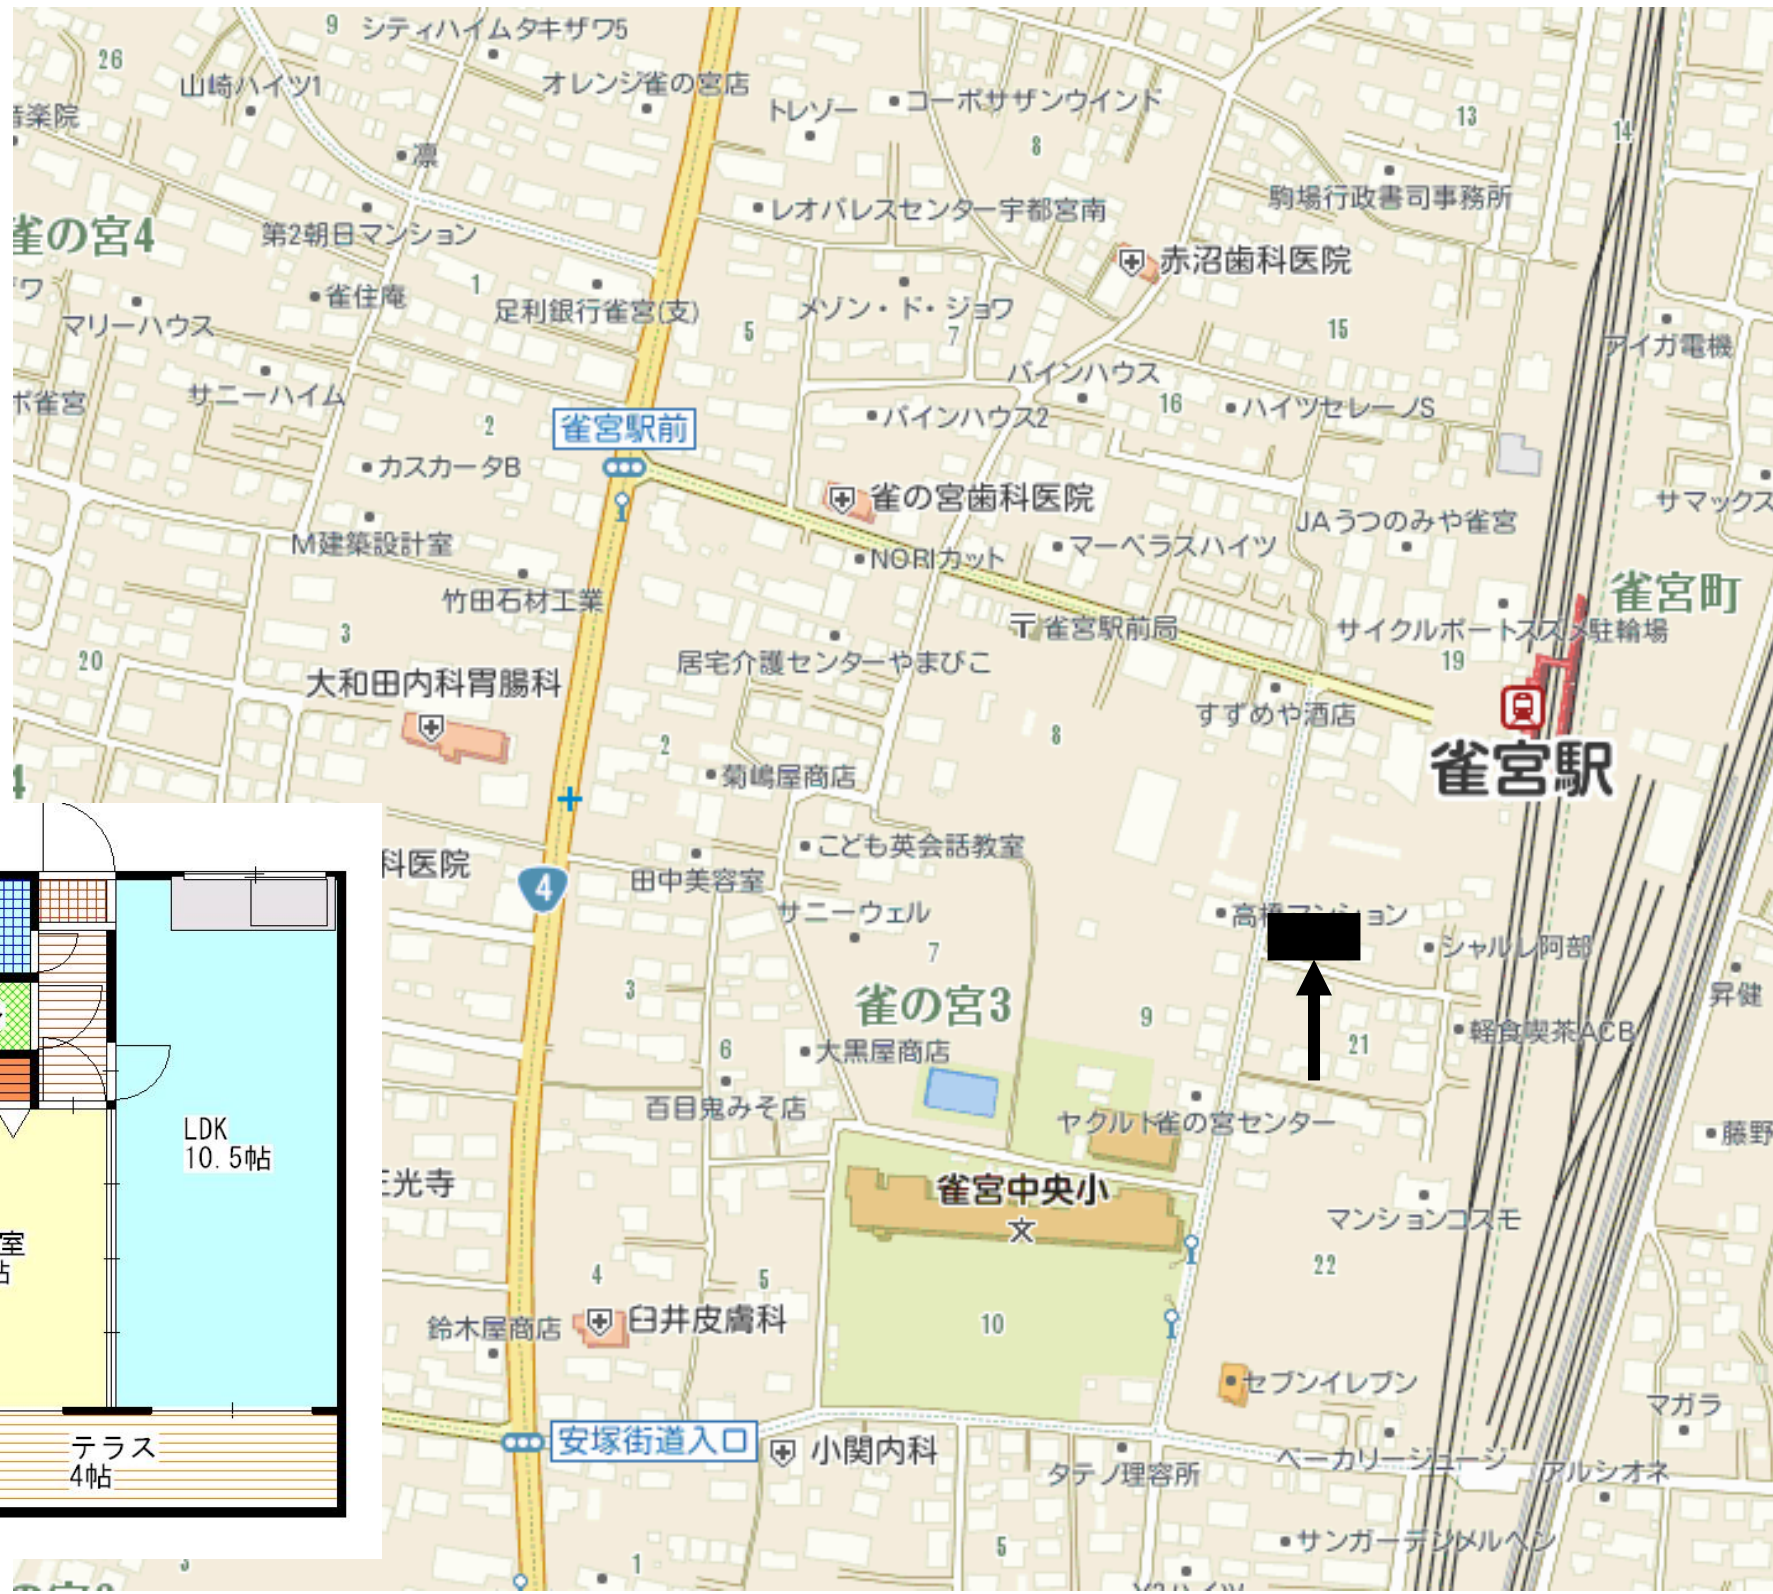 9
シティハイムタキザワ5
26
山崎ハイツ1
オレンジ雀の宮店
トレゾー
コーポサザンウインド
13
14
音楽院
凛
8
駒場行政書司事務所
雀の宮4
第2朝日マンション
レオパレスセンター宇都宮南
赤沼歯科医院
ワ
雀住庵
1
足利銀行雀宮(支)
メゾン・ド・ジョワ
マリーハウス
5
7
15
アイガ電機
パインハウス
サニーハイム
ポ雀宮
雀宮駅前
パインハウス2
16
ハイツセレーノS
2
カスカータB
雀の宮歯科医院
サマックス
M建築設計室
NORIカット
マーベラスハイツ
JAうつのみや雀宮
竹田石材工業
雀宮町
3
〒雀宮駅前局
サイクルポートスズメ駐輪場
20
居宅介護センターやまびこ
19
大和田内科胃腸科
すずめや酒店
2
8
菊嶋屋商店
雀宮駅
4
こども英会話教室
科医院
4
田中美容室
サニーウェル
シャルレ阿部
7
3
雀の宮3
昇健
9
軽食喫茶ACB
6
大黒屋商店
21
百目鬼みそ店
ヤクルト雀の宮センター
LDK
10.5帖
藤野
光寺
雀宮中央小
文
マンションコスモ
室
帖
4
5
22
鈴木屋商店
臼井皮膚科
10
セブンイレブン
マガラ
テラス
4帖
安塚街道入口
小関内科
タテノ理容所
ベーカリージュージ
アルシオネ
5
サンガーデンメルヘン
3
1